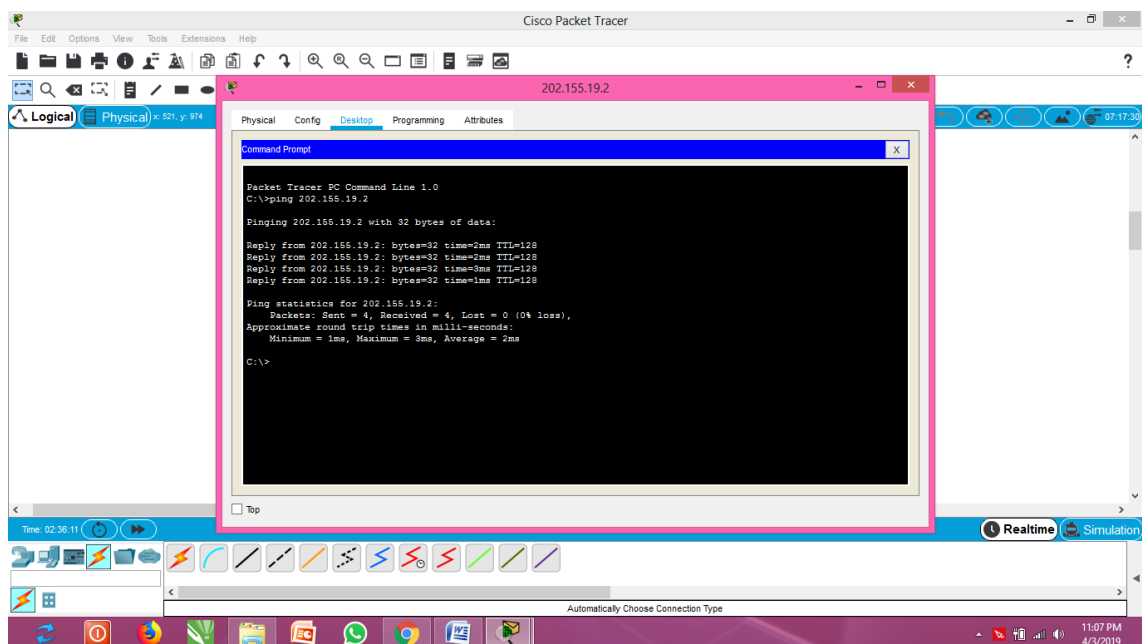 Cisco Packet Tracer
File Edit Options View Tools Extensions Help
?
202.155.19.2
Logical Physical x: 521, y: 974
07:17:30
Physical Config Desktop Programming Attributes
Command Prompt
X
Packet Tracer PC Command Line 1.0
C:\>ping 202.155.19.2
Pinging 202.155.19.2 with 32 bytes of data:
Reply from 202.155.19.2: bytes=32 time=2ms TTL=128
Reply from 202.155.19.2: bytes=32 time=2ms TTL=128
Reply from 202.155.19.2: bytes=32 time=3ms TTL=128
Reply from 202.155.19.2: bytes=32 time=1ms TTL=128
Ping statistics for 202.155.19.2:
Packets: Sent = 4, Received = 4, Lost = 0 (0% loss),
Approximate round trip times in milli-seconds:
Minimum = 1ms, Maximum = 3ms, Average = 2ms
C:\>
Top
Time: 02:36:11
Realtime Simulation
Automatically Choose Connection Type
11:07 PM
4/3/2019